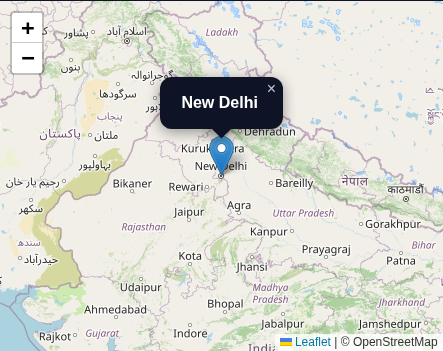 +
−
Ladakh
اسلام آباد
پشاور
بنوں
گوجرانوالہ
سرگودھا
پنجاب
×
New Delhi
Dehradun
پاکستان
ملتان
New Delhi
بہاولپور
رحیم یار خان
Bikaner
Rewari
Bareilly
नेपाल
काठमाडौं
سکھر
Jaipur
Agra
Uttar Pradesh
Gorakhpur
Rajasthan
سندھ
Kanpur
Bihar
حیدرآباد
Kota
Jhansi
Prayagraj
Patna
Udaipur
Madhya
Pradesh
Ahmedabad
Bhopal
Jharkhand
Rajkot
Gujarat
Indore
Jabalpur
Jamshedpur
Leaflet | © OpenStreetMap